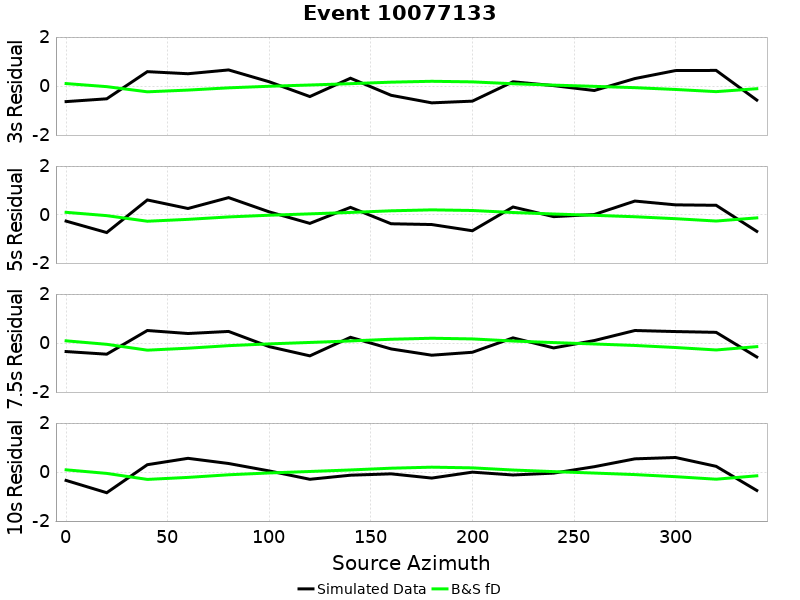 Event 10077133
3s Residual
2
0
-2
5s Residual
2
0
-2
7.5s Residual
2
0
-2
10s Residual
2
0
-2
0 50 100 150 200 250 300
Source Azimuth
Simulated Data B&S fD